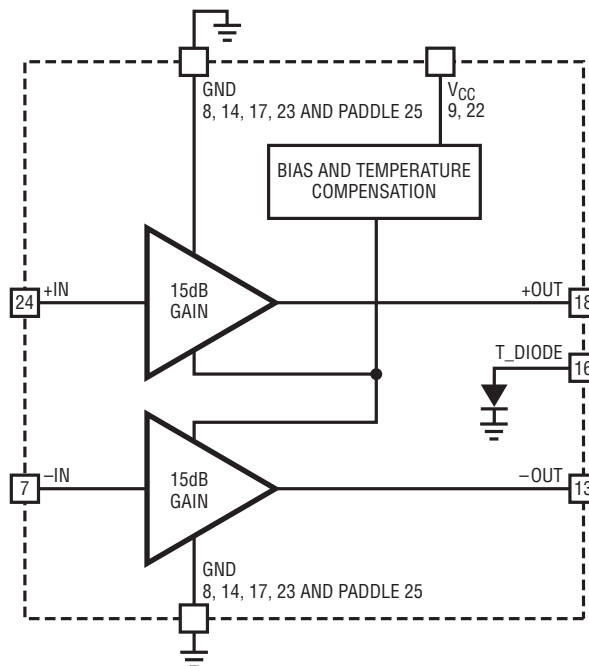 GND
8, 14, 17, 23 AND PADDLE 25
VCC
9, 22
BIAS AND TEMPERATURE
COMPENSATION
24
+IN
15dB
GAIN
+OUT
18
T_DIODE
16
7
–IN
15dB
GAIN
–OUT
13
GND
8, 14, 17, 23 AND PADDLE 25